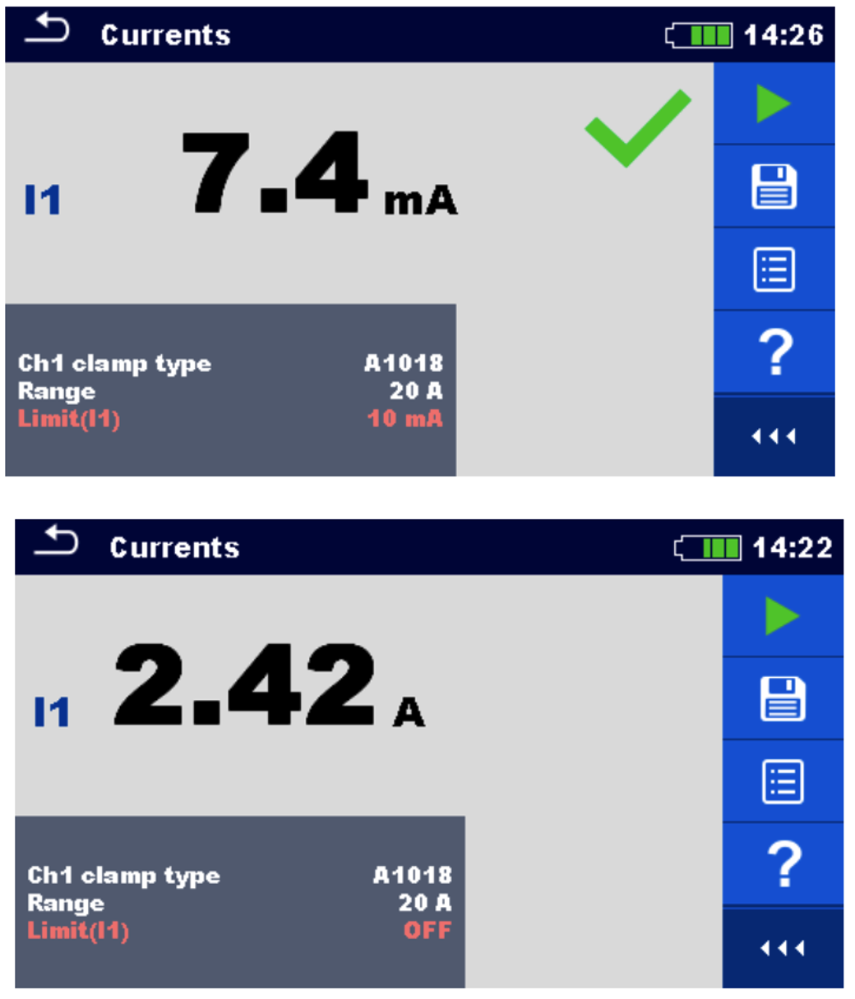 Currents 14:26
I1 7.4 mA
Ch1 clamp type A1018
Range 20 A
Limit(I1) 10 mA
?
Currents 14:22
I1 2.42 A
Ch1 clamp type A1018
Range 20 A
Limit(I1) OFF
?